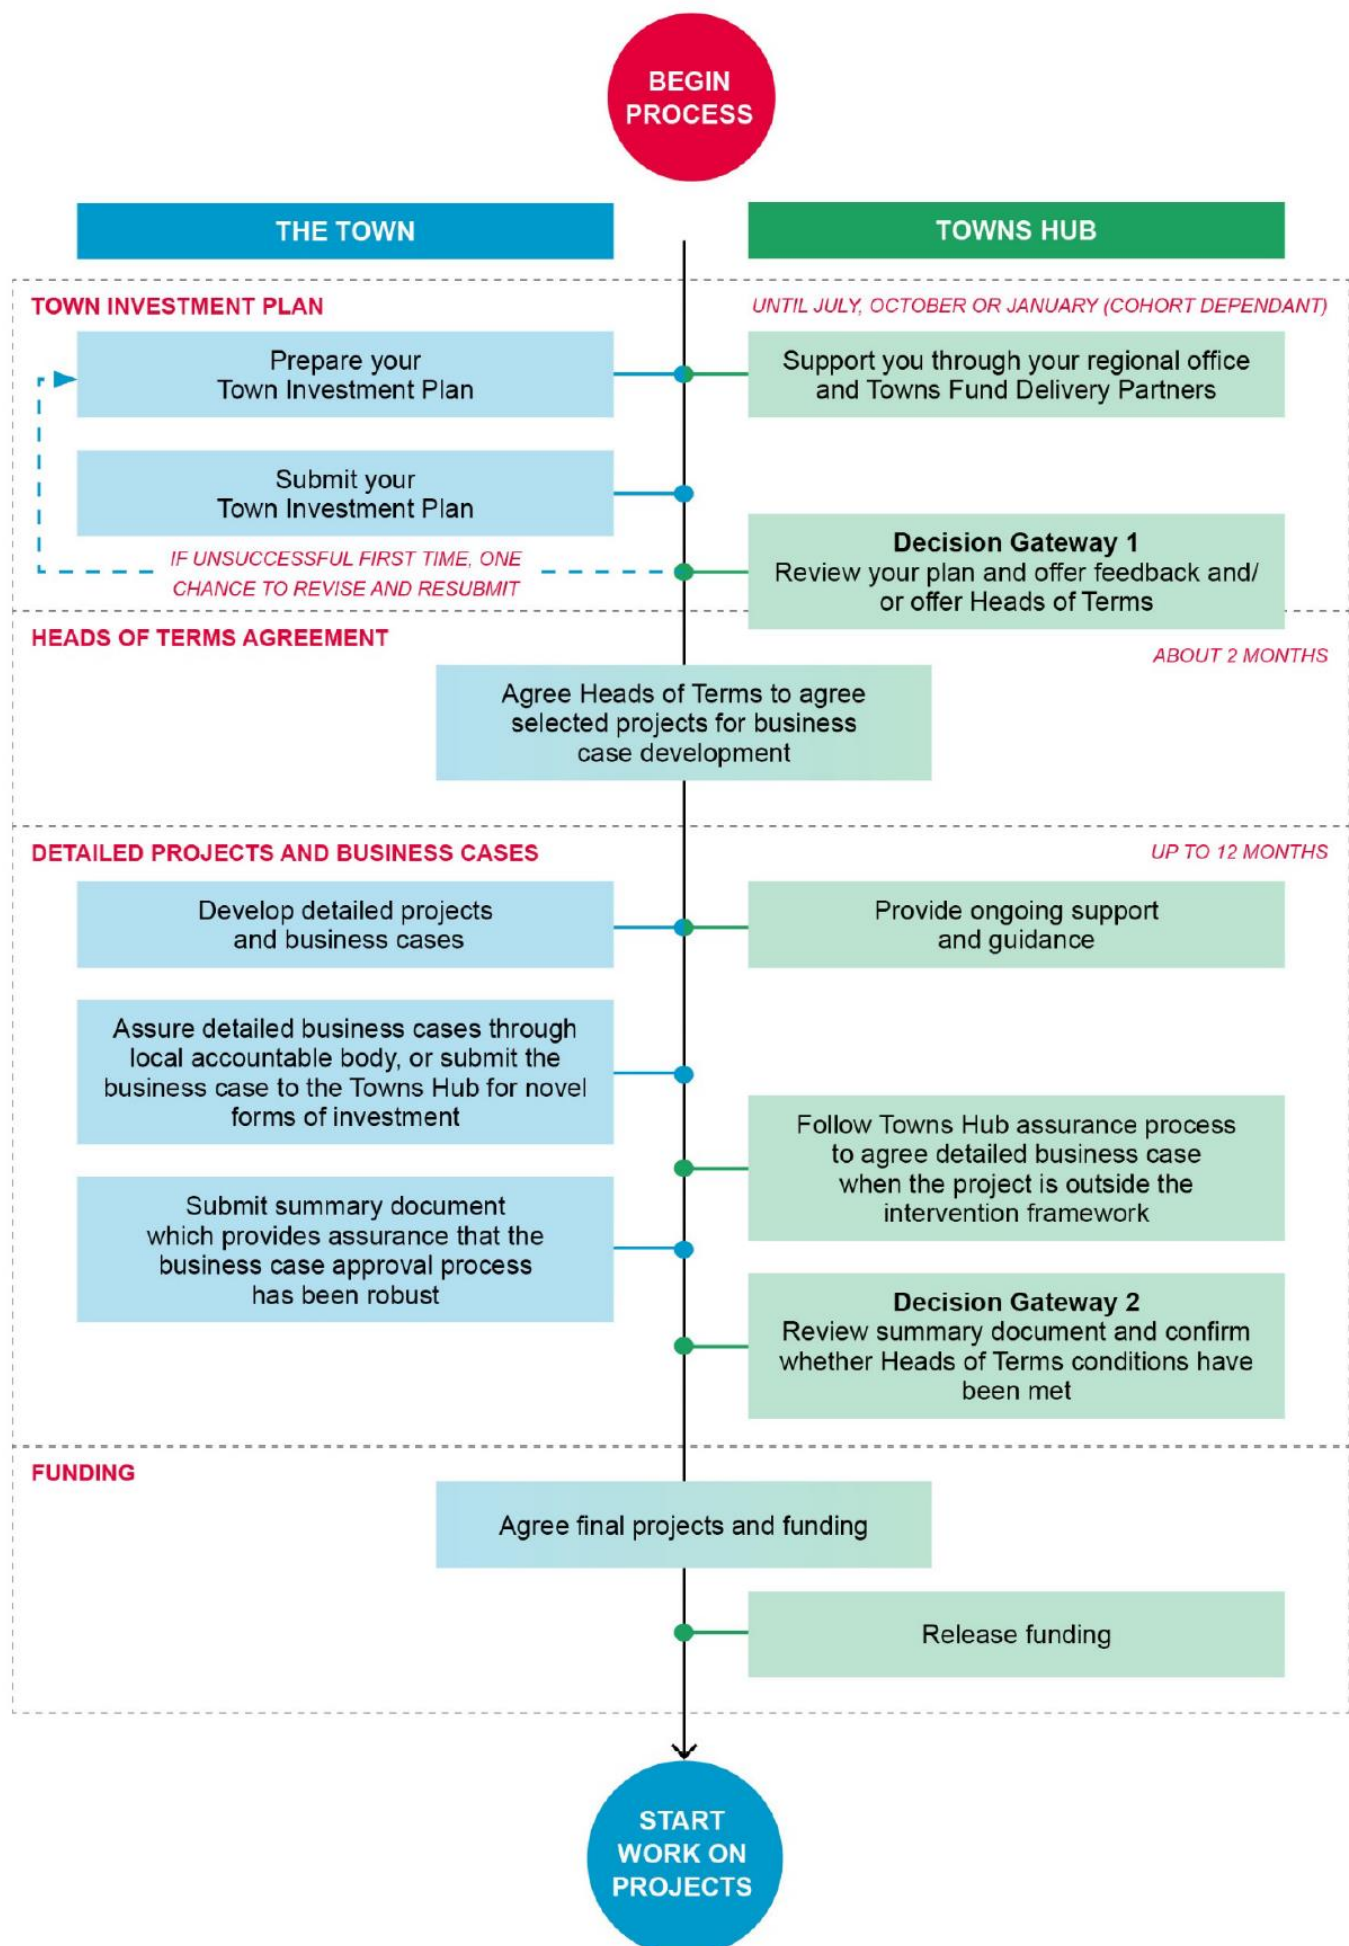 BEGIN
PROCESS
THE TOWN
TOWNS HUB
TOWN INVESTMENT PLAN
UNTIL JULY, OCTOBER OR JANUARY (COHORT DEPENDANT)
Prepare your
Town Investment Plan
Support you through your regional office
and Towns Fund Delivery Partners
Submit your
Town Investment Plan
IF UNSUCCESSFUL FIRST TIME, ONE
CHANCE TO REVISE AND RESUBMIT
Decision Gateway 1
Review your plan and offer feedback and/
or offer Heads of Terms
HEADS OF TERMS AGREEMENT
ABOUT 2 MONTHS
Agree Heads of Terms to agree
selected projects for business
case development
DETAILED PROJECTS AND BUSINESS CASES
UP TO 12 MONTHS
Develop detailed projects
and business cases
Provide ongoing support
and guidance
Assure detailed business cases through
local accountable body, or submit the
business case to the Towns Hub for novel
forms of investment
Follow Towns Hub assurance process
to agree detailed business case
when the project is outside the
intervention framework
Submit summary document
which provides assurance that the
business case approval process
has been robust
Decision Gateway 2
Review summary document and confirm
whether Heads of Terms conditions have
been met
FUNDING
Agree final projects and funding
Release funding
START
WORK ON
PROJECTS